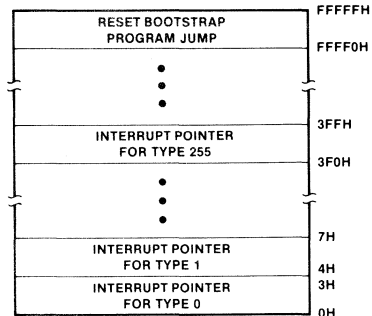 FFFFFH
RESET BOOTSTRAP
PROGRAM JUMP
FFFF0H
3FFH
INTERRUPT POINTER
FOR TYPE 255
3F0H
7H
INTERRUPT POINTER
FOR TYPE 1
4H
3H
INTERRUPT POINTER
FOR TYPE 0
0H